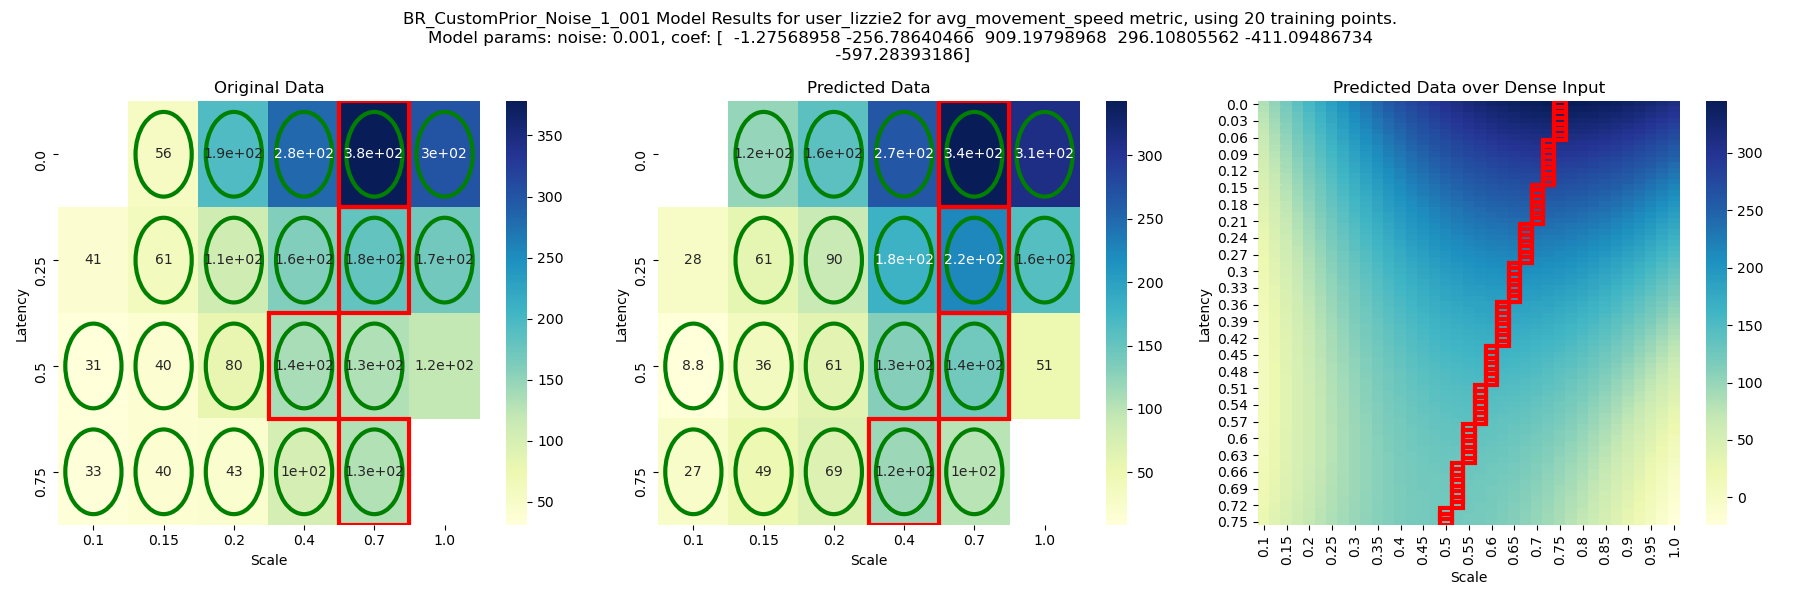 BR_CustomPrior_Noise_1_001 Model Results for user_lizzie2 for avg_movement_speed metric, using 20 training points.
Model params: noise: 0.001, coef: [  -1.27568958 -256.78640466  909.19798968  296.10805562 -411.09486734
-597.28393186]
Original Data
56 1.9e+02 2.8e+02 3.8e+02 3e+02
41 61 1.1e+02 1.6e+02 1.8e+02 1.7e+02
31 40 80 1.4e+02 1.3e+02 1.2e+02
33 40 43 1e+02 1.3e+02
0.0
0.25
0.5
0.75
Latency
0.1 0.15 0.2 0.4 0.7 1.0
Scale
350
300
250
200
150
100
50
Predicted Data
1.2e+02 1.6e+02 2.7e+02 3.4e+02 3.1e+02
28 61 90 1.8e+02 2.2e+02 1.6e+02
8.8 36 61 1.3e+02 1.4e+02 51
27 49 69 1.2e+02 1e+02
0.0
0.25
0.5
0.75
Latency
0.1 0.15 0.2 0.4 0.7 1.0
Scale
300
250
200
150
100
50
Predicted Data over Dense Input
0.0
0.03
0.06
0.09
0.12
0.15
0.18
0.21
0.24
0.27
0.3
0.33
0.36
0.39
0.42
0.45
0.48
0.51
0.54
0.57
0.6
0.63
0.66
0.69
0.72
0.75
Latency
0.1 0.15 0.2 0.25 0.3 0.35 0.4 0.45 0.5 0.55 0.6 0.65 0.7 0.75 0.8 0.85 0.9 0.95 1.0
Scale
300
250
200
150
100
50
0